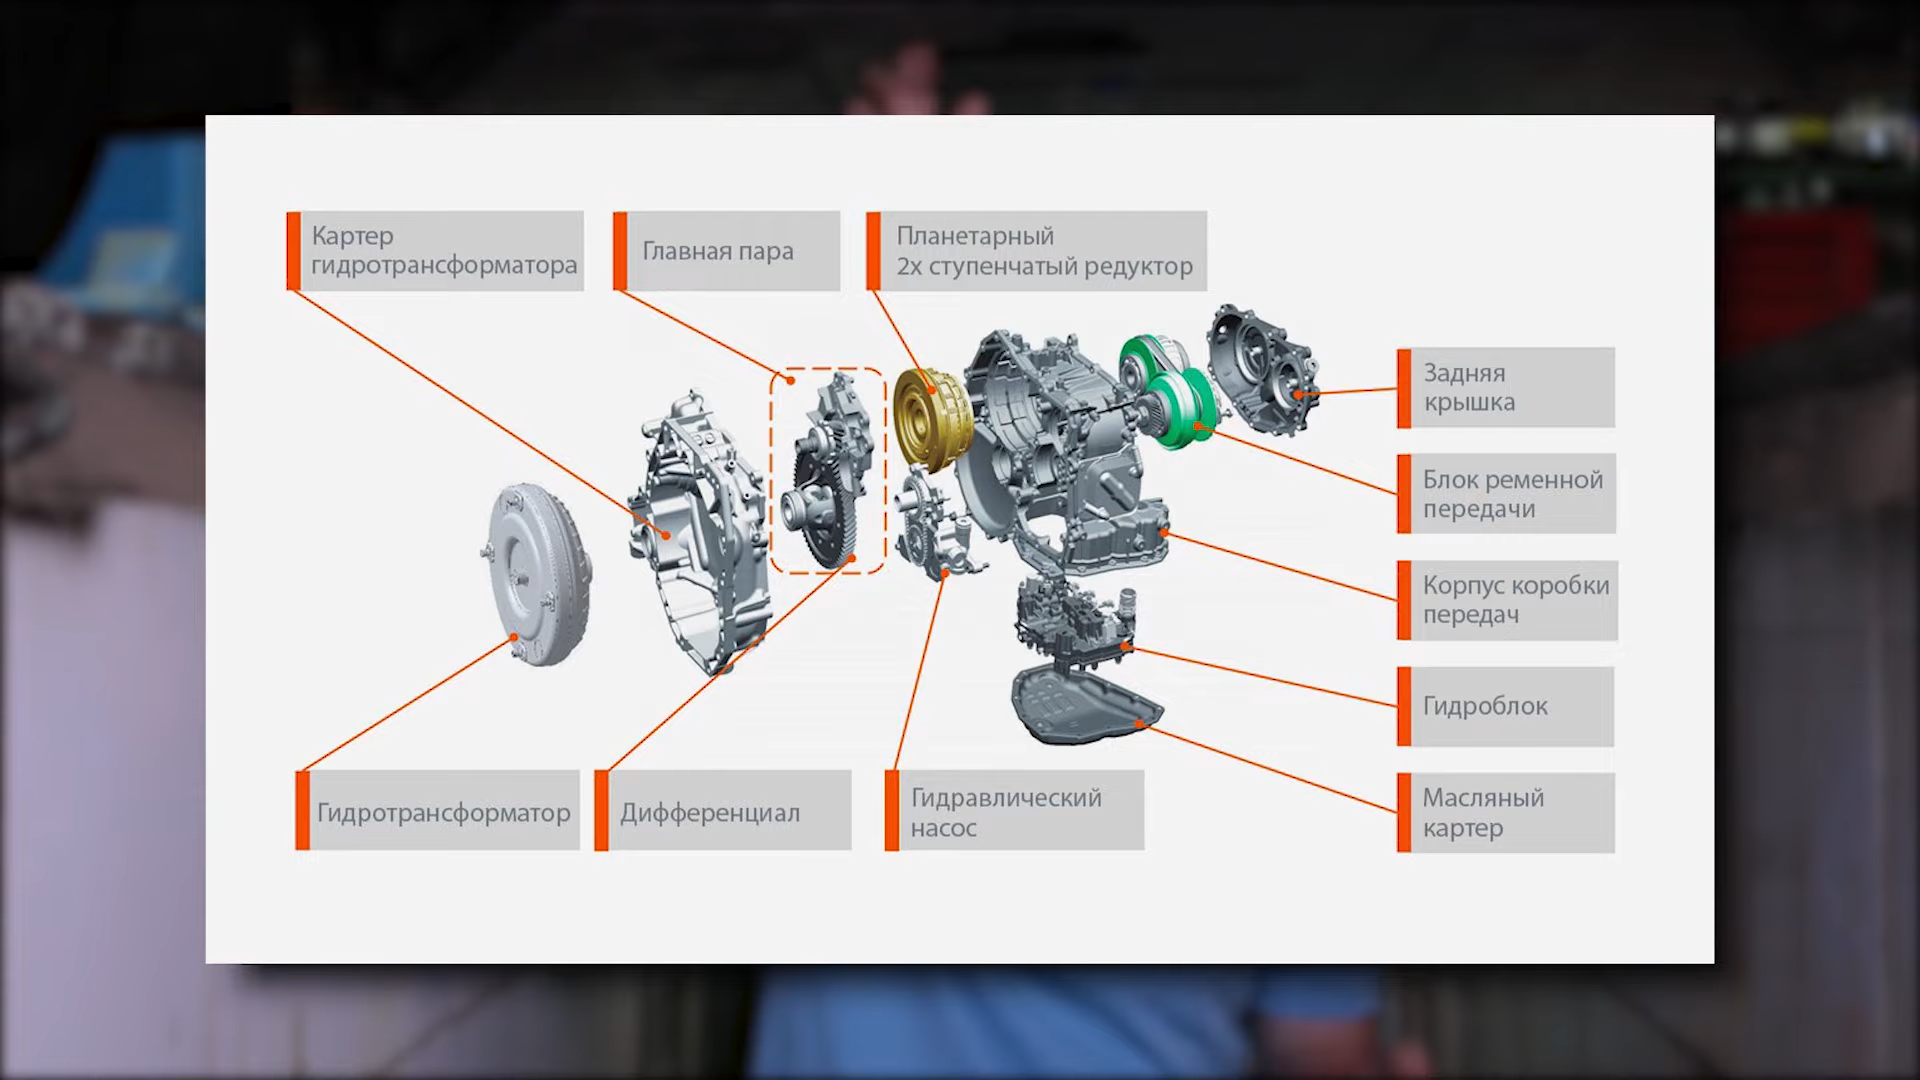 Картер
гидротрансформатора
Главная пара
Планетарный
2х ступенчатый редуктор
Задняя
крышка
Блок ременной
передачи
Корпус коробки
передач
Гидроблок
Масляный
картер
Гидротрансформатор
Дифференциал
Гидравлический
насос